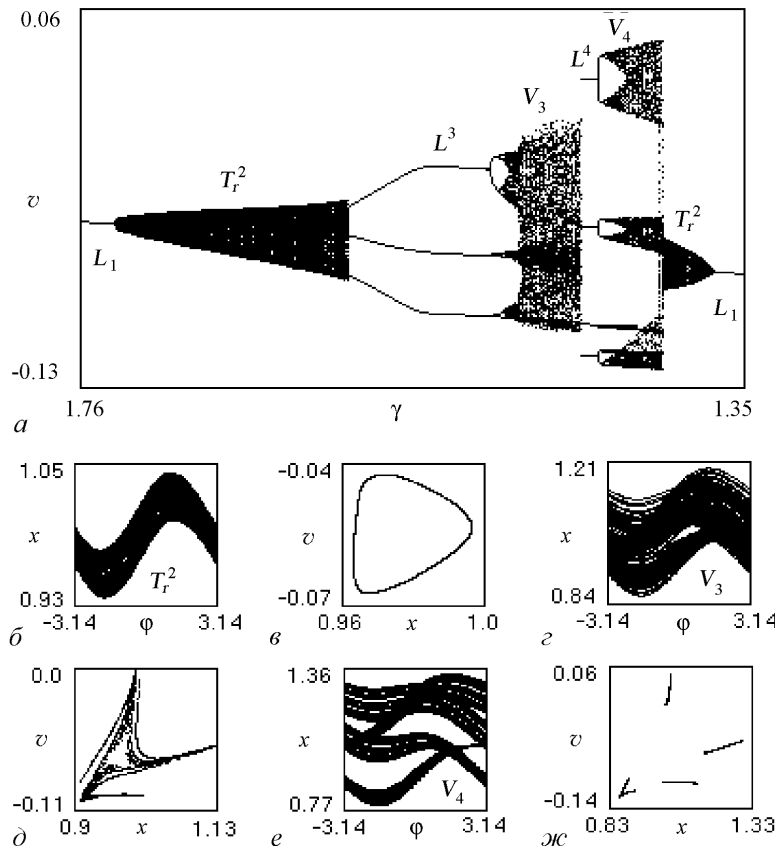 0.06
V̄₄
L⁴
V₃
L³
Tᵣ²
v
Tᵣ²
L₁
L₁
-0.13
1.76
γ
1.35
а
1.05
-0.04
1.21
x
v
x
Tᵣ²
V₃
0.93
-0.07
0.84
-3.14
φ
3.14
0.96
x
1.0
-3.14
φ
3.14
б
в
г
0.0
1.36
0.06
v
x
v
V₄
-0.11
0.77
-0.14
0.9
x
1.13
-3.14
φ
3.14
0.83
x
1.33
д
е
ж